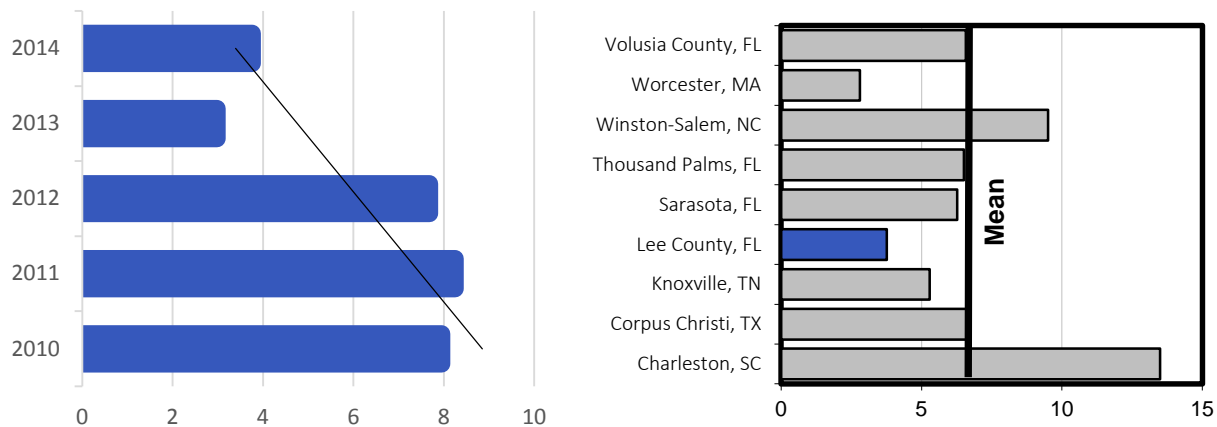 2014
2013
2012
2011
2010
0 2 4 6 8 10
Volusia County, FL
Worcester, MA
Winston-Salem, NC
Thousand Palms, FL
Sarasota, FL
Lee County, FL
Knoxville, TN
Corpus Christi, TX
Charleston, SC
Mean
0 5 10 15